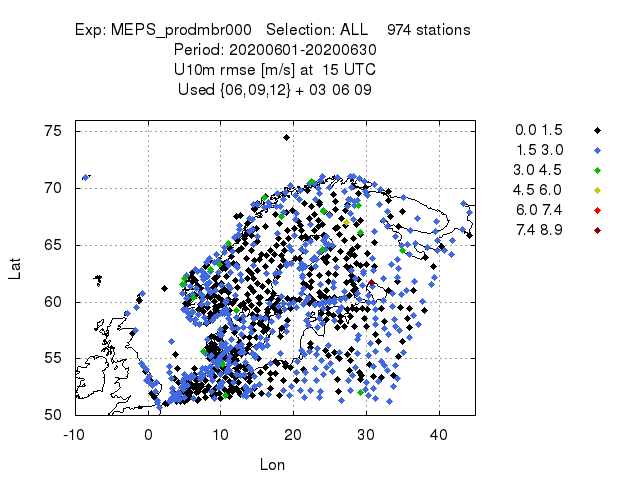 Exp: MEPS_prodmbr000   Selection: ALL    974 stations
Period: 20200601-20200630
U10m rmse [m/s] at  15 UTC
Used {06,09,12} + 03 06 09
75
70
65
60
55
50
Lat
-10 0 10 20 30 40
Lon
0.0 1.5
1.5 3.0
3.0 4.5
4.5 6.0
6.0 7.4
7.4 8.9